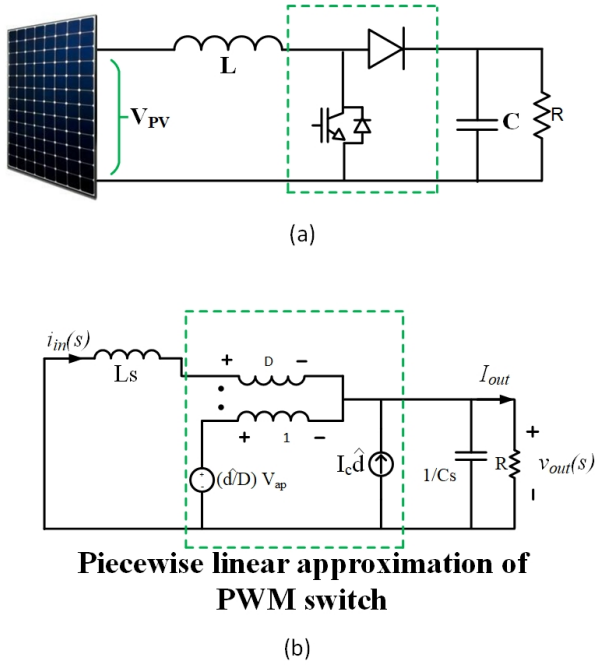 L
V_PV
C
R
(a)
i_in(s)
Ls
+ D −
+ 1 −
I_out
I_c d̂
(d̂/D) V_ap
+
-
1/Cs
R
+
v_out(s)
−
Piecewise linear approximation of
PWM switch
(b)